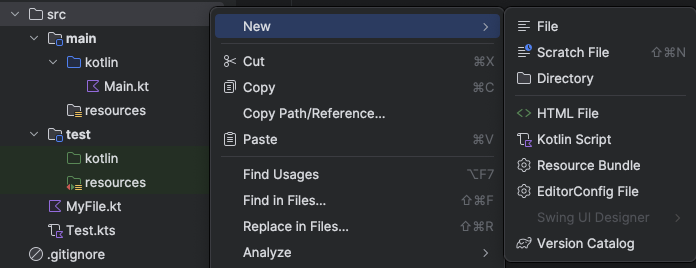 src
main
kotlin
Main.kt
resources
test
kotlin
resources
MyFile.kt
Test.kts
.gitignore
New
Cut ⌘X
Copy ⌘C
Copy Path/Reference...
Paste ⌘V
Find Usages ⌥F7
Find in Files... ⇧⌘F
Replace in Files... ⇧⌘R
Analyze
File
Scratch File ⇧⌘N
Directory
HTML File
Kotlin Script
Resource Bundle
EditorConfig File
Swing UI Designer
Version Catalog